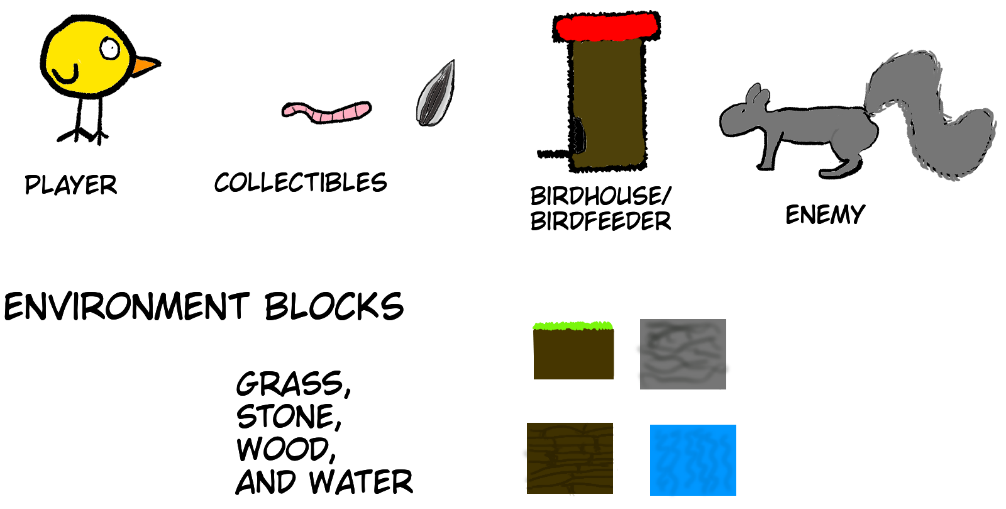 PLAYER
COLLECTIBLES
BIRDHOUSE/
BIRDFEEDER
ENEMY
ENVIRONMENT BLOCKS
GRASS,
STONE,
WOOD,
AND WATER